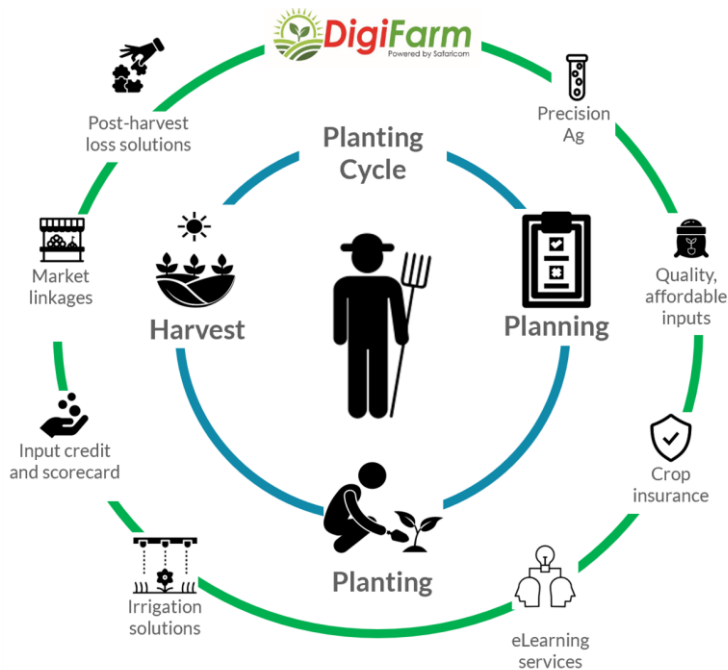 DigiFarm
Powered by Safaricom
Post-harvest
loss solutions
Precision
Ag
Planting
Cycle
Market
linkages
Harvest
Planning
Quality,
affordable
inputs
Input credit
and scorecard
Crop
insurance
Planting
Irrigation
solutions
eLearning
services